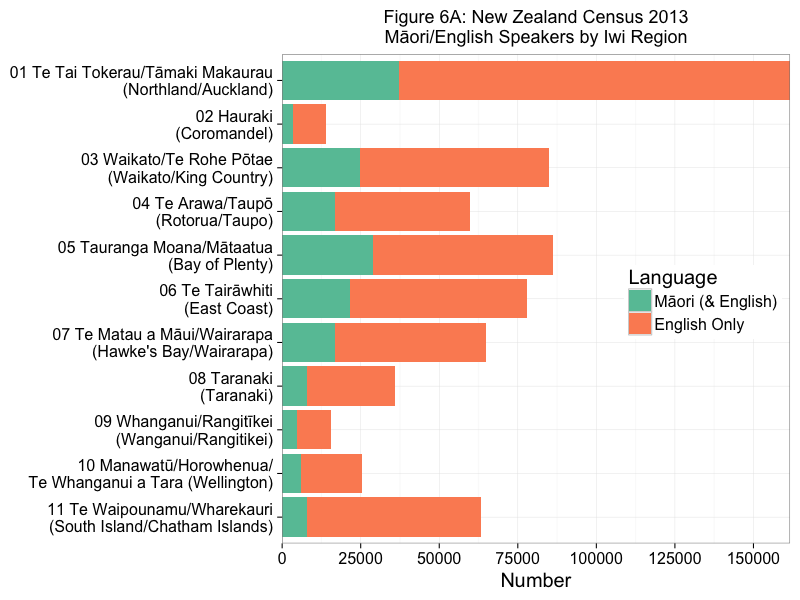 Figure 6A: New Zealand Census 2013
Māori/English Speakers by Iwi Region
01 Te Tai Tokerau/Tāmaki Makaurau
(Northland/Auckland)
02 Hauraki
(Coromandel)
03 Waikato/Te Rohe Pōtae
(Waikato/King Country)
04 Te Arawa/Taupō
(Rotorua/Taupo)
05 Tauranga Moana/Mātaatua
(Bay of Plenty)
06 Te Tairāwhiti
(East Coast)
07 Te Matau a Māui/Wairarapa
(Hawke's Bay/Wairarapa)
08 Taranaki
(Taranaki)
09 Whanganui/Rangitīkei
(Wanganui/Rangitikei)
10 Manawatū/Horowhenua/
Te Whanganui a Tara (Wellington)
11 Te Waipounamu/Wharekauri
(South Island/Chatham Islands)
Language
Māori (& English)
English Only
0 25000 50000 75000 100000 125000 150000
Number